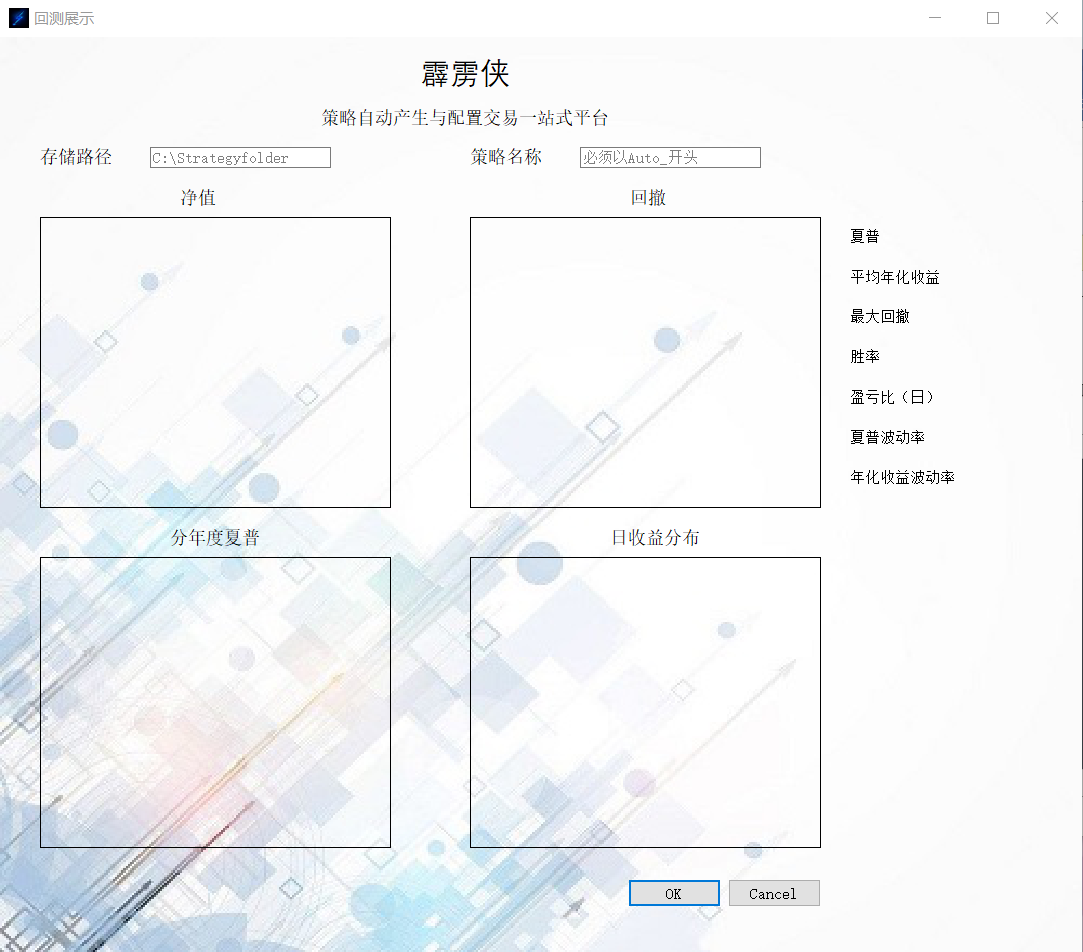 回测展示
霹雳侠
策略自动产生与配置交易一站式平台
存储路径 C:\Strategyfolder 策略名称 必须以Auto_开头
净值 回撤
夏普
平均年化收益
最大回撤
胜率
盈亏比（日）
夏普波动率
年化收益波动率
分年度夏普 日收益分布
OK Cancel